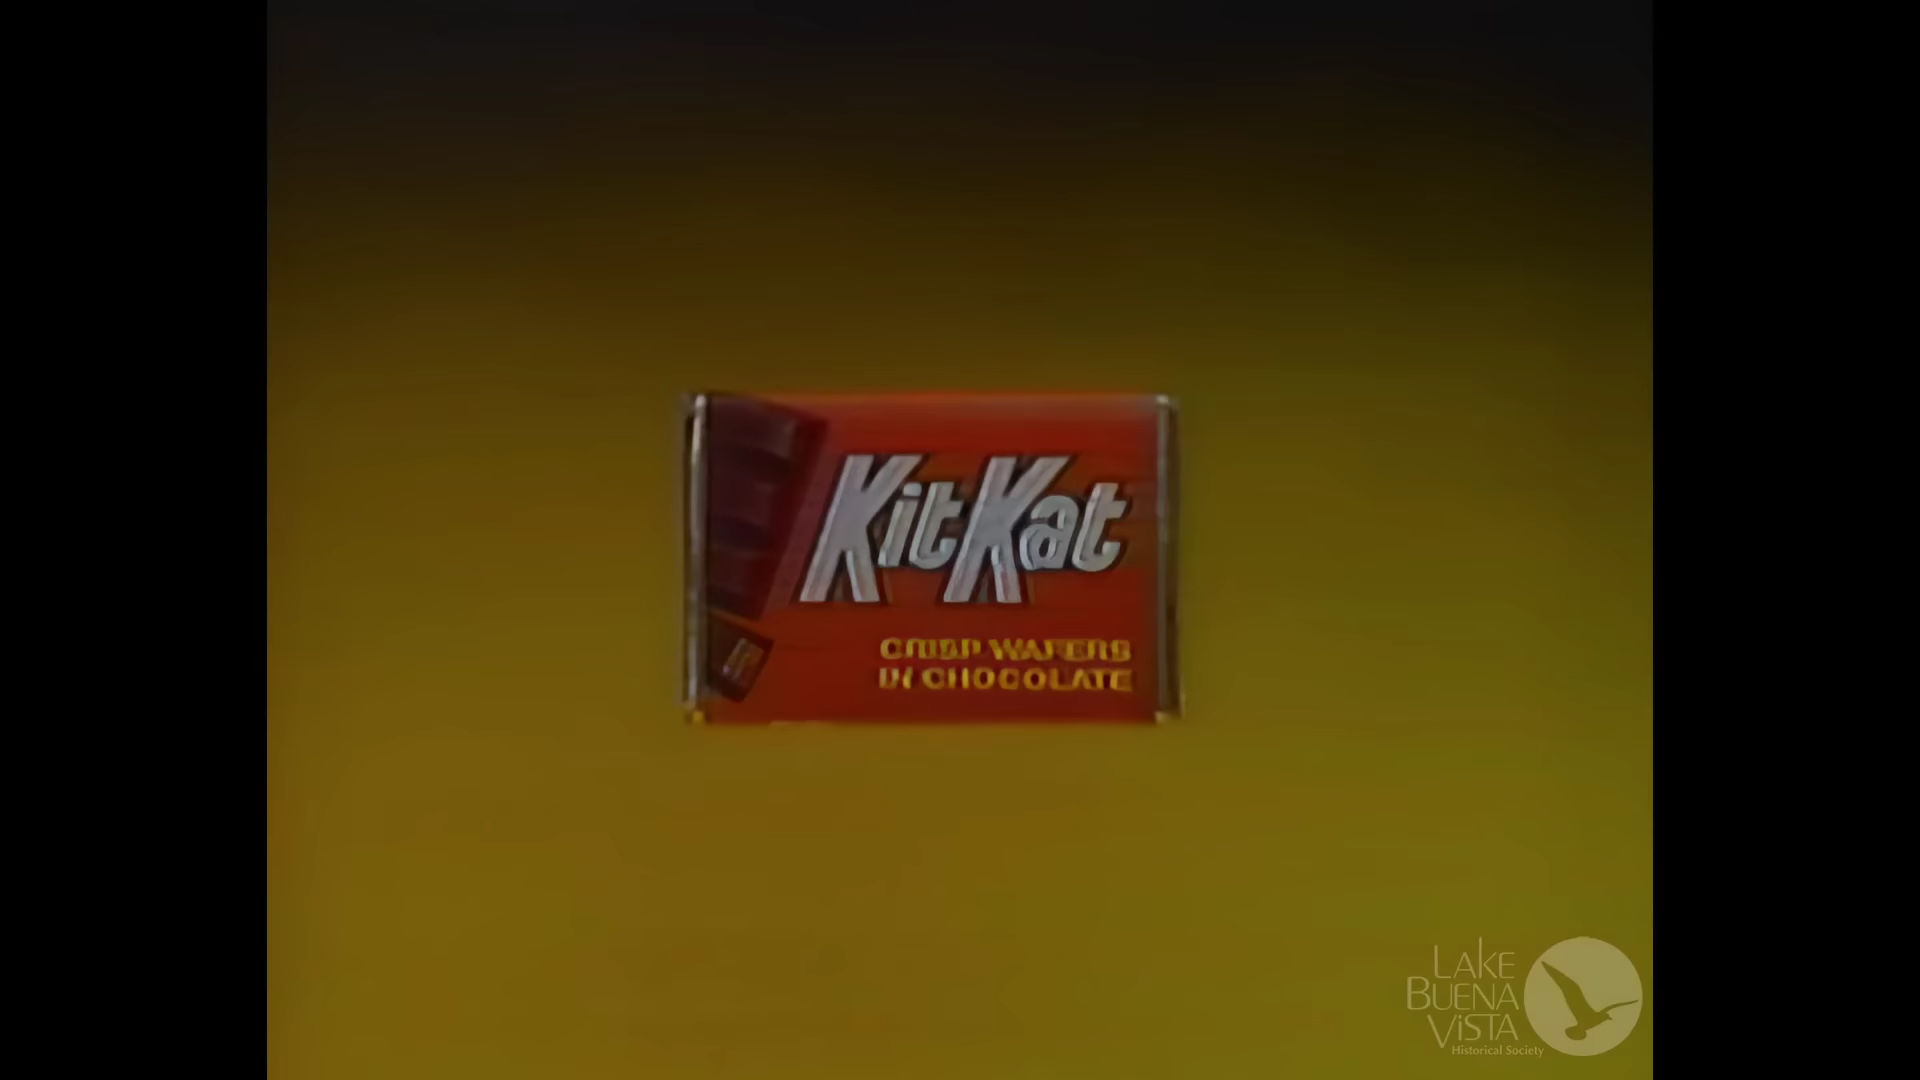 KitKat
CRISP WAFERS
IN CHOCOLATE
LAKE
BUENA
VISTA
Historical Society